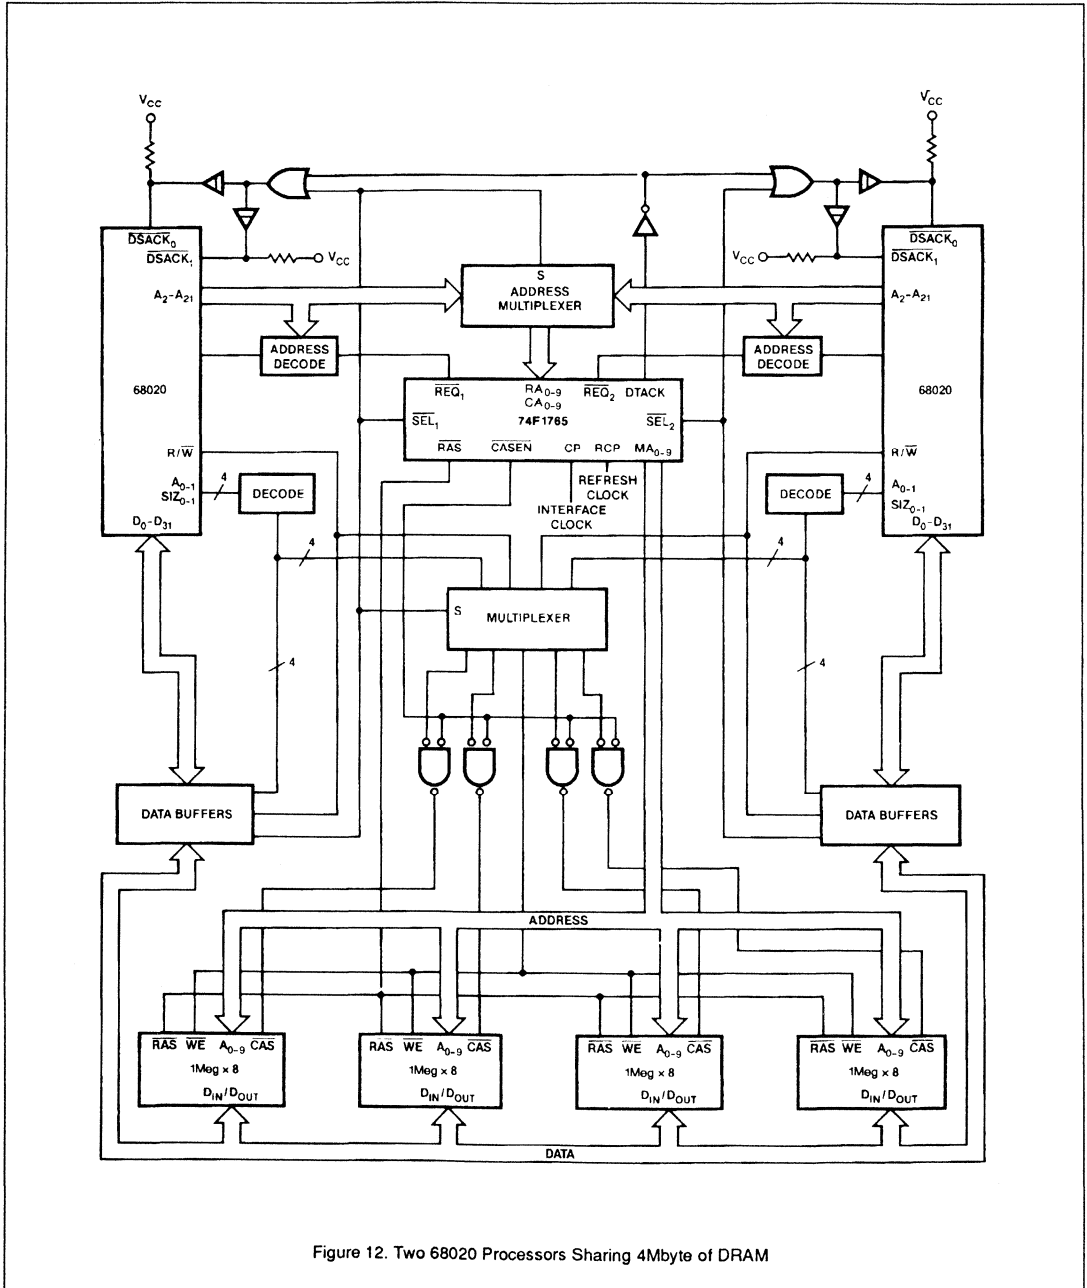 VCC
VCC
DSACK0
DSACK1
VCC
A2-A21
ADDRESS
DECODE
68020
R/W
A0-1
SIZ0-1
4
DECODE
D0-D31
S
ADDRESS
MULTIPLEXER
REQ1
RA0-9
CA0-9
REQ2
DTACK
SEL1
74F1765
SEL2
RAS
CASEN
CP
RCP
MA0-9
REFRESH
CLOCK
INTERFACE
CLOCK
DSACK0
DSACK1
VCC
A2-A21
ADDRESS
DECODE
68020
R/W
A0-1
SIZ0-1
4
DECODE
D0-D31
4
4
S
MULTIPLEXER
4
4
DATA BUFFERS
DATA BUFFERS
ADDRESS
RAS WE A0-9 CAS
1Meg x 8
DIN/DOUT
RAS WE A0-9 CAS
1Meg x 8
DIN/DOUT
RAS WE A0-9 CAS
1Meg x 8
DIN/DOUT
RAS WE A0-9 CAS
1Meg x 8
DIN/DOUT
DATA
Figure 12. Two 68020 Processors Sharing 4Mbyte of DRAM